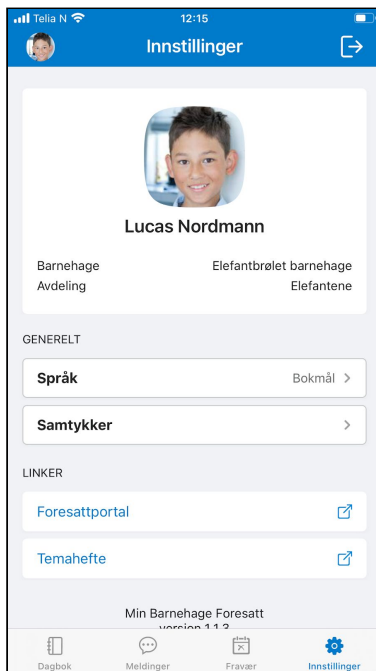 Telia N 12:15
Innstillinger
Lucas Nordmann
Barnehage Elefantbrølet barnehage
Avdeling Elefantene
GENERELT
Språk Bokmål
Samtykker
LINKER
Foresattportal
Temahefte
Min Barnehage Foresatt
version 1.1.3
Dagbok Meldinger Fravær Innstillinger